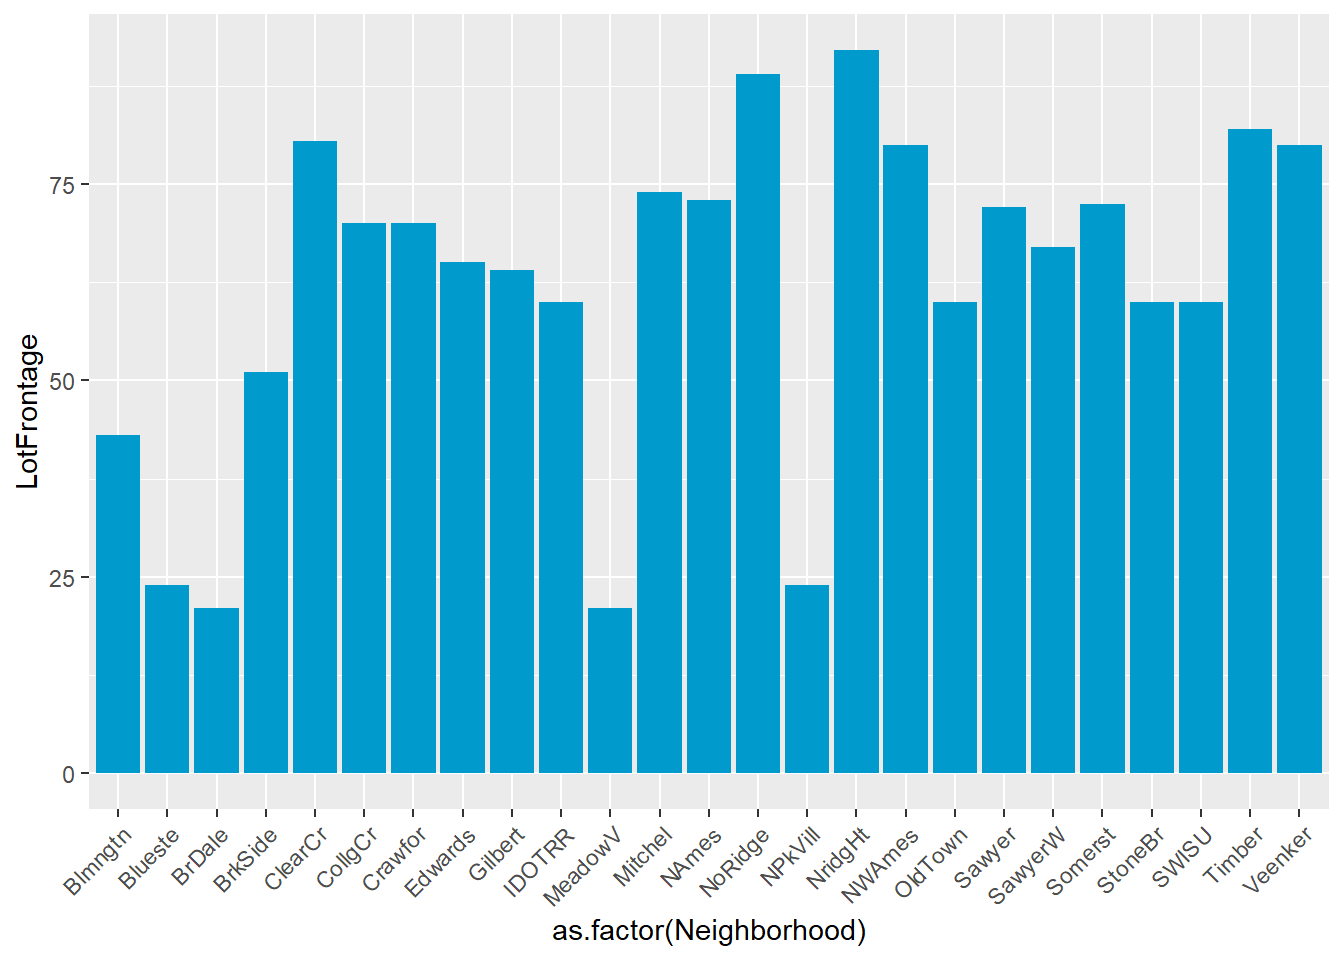 LotFrontage
75
50
25
0
Blmngtn
Blueste
BrDale
BrkSide
ClearCr
CollgCr
Crawfor
Edwards
Gilbert
IDOTRR
MeadowV
Mitchel
NAmes
NoRidge
NPkVill
NridgHt
NWAmes
OldTown
Sawyer
SawyerW
Somerst
StoneBr
SWISU
Timber
Veenker
as.factor(Neighborhood)